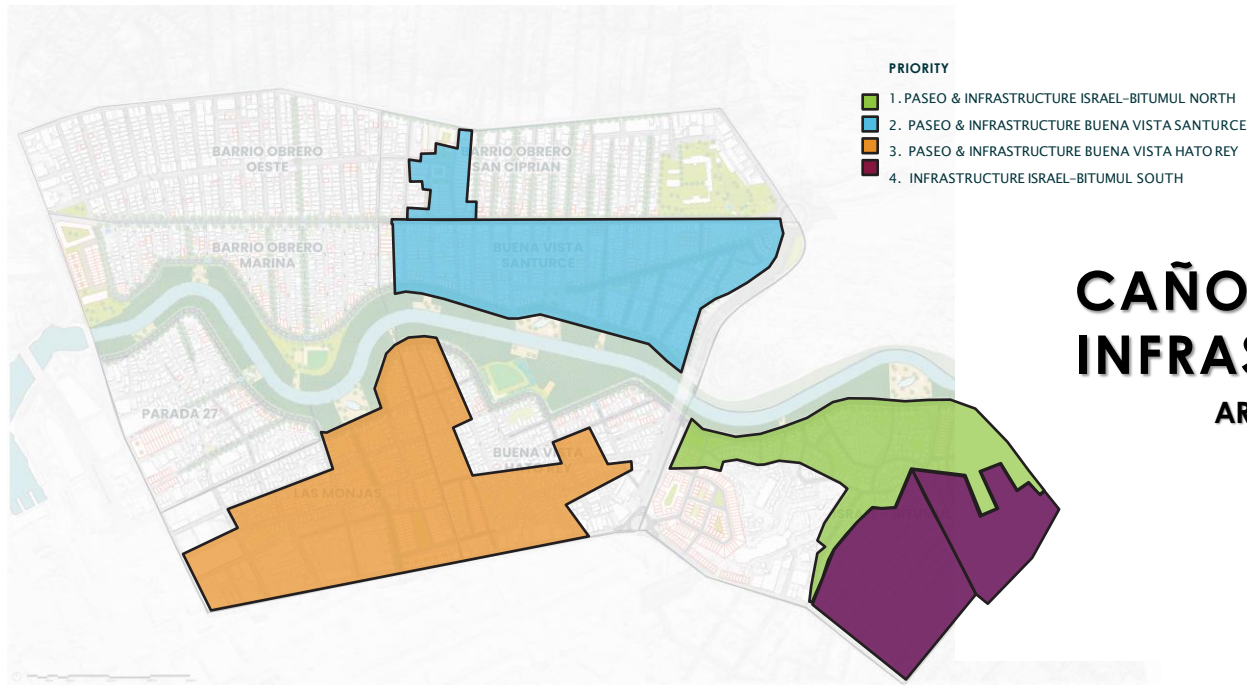 PRIORITY
1. PASEO & INFRASTRUCTURE ISRAEL-BITUMUL NORTH
2. PASEO & INFRASTRUCTURE BUENA VISTA SANTURCE
3. PASEO & INFRASTRUCTURE BUENA VISTA HATO REY
4. INFRASTRUCTURE ISRAEL-BITUMUL SOUTH
BARRIO OBRERO
OESTE
BARRIO OBRERO
SAN CIPRIAN
BARRIO OBRERO
MARINA
BUENA VISTA
SANTURCE
CAÑO
INFRAS
AR
PARADA 27
BUENA VISTA
LAS MONJAS